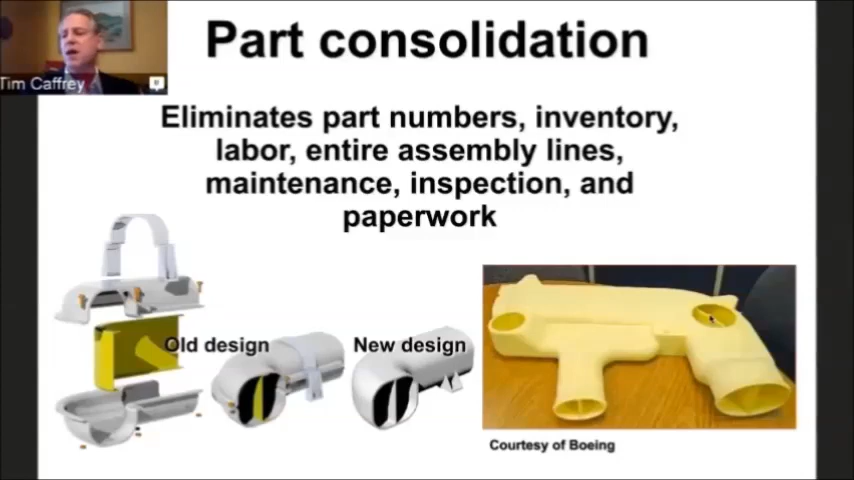 Part consolidation
Tim Caffrey
Eliminates part numbers, inventory,
labor, entire assembly lines,
maintenance, inspection, and
paperwork
Old design
New design
Courtesy of Boeing